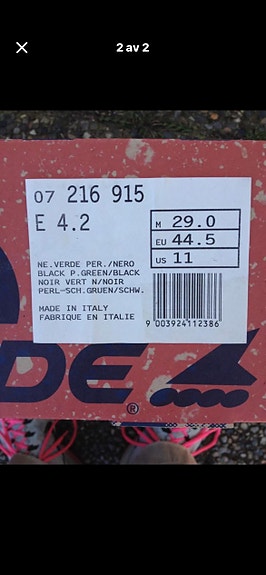 2 av 2
07 216 915
E 4.2
M 29.0
EU 44.5
US 11
NE.VERDE PER./NERO
BLACK P.GREEN/BLACK
NOIR VERT N/NOIR
PERL-SCH.GRUEN/SCHW.
MADE IN ITALY
FABRIQUE EN ITALIE
9 003924 112386
DE
®